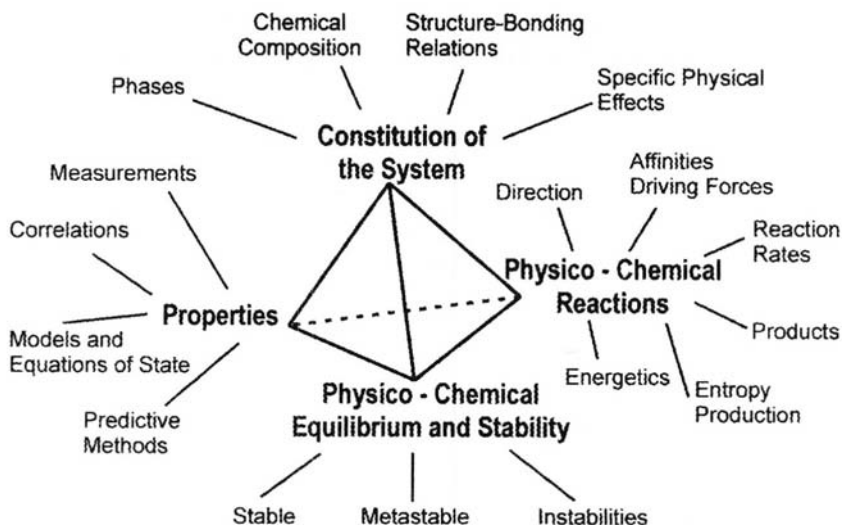 Chemical
Composition
Structure-Bonding
Relations
Phases
Specific Physical
Effects
Constitution of
the System
Measurements
Direction
Affinities
Driving Forces
Correlations
Reaction
Rates
Physico - Chemical
Reactions
Properties
Models and
Equations of State
Products
Energetics
Entropy
Production
Physico - Chemical
Equilibrium and Stability
Predictive
Methods
Stable
Metastable
Instabilities